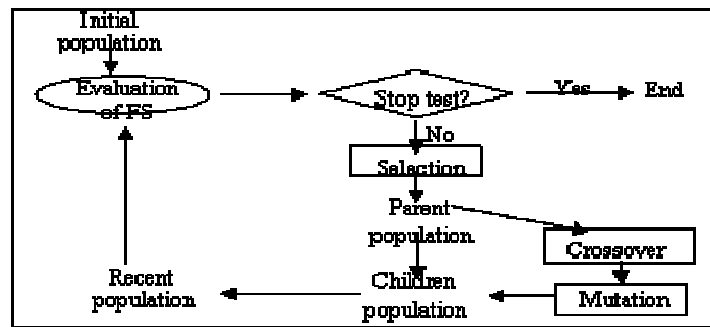 Initial
population
Evaluation
of FS
Stop test?
Yes
End
No
Selection
Parent
population
Crossover
Mutation
Children
population
Recent
population